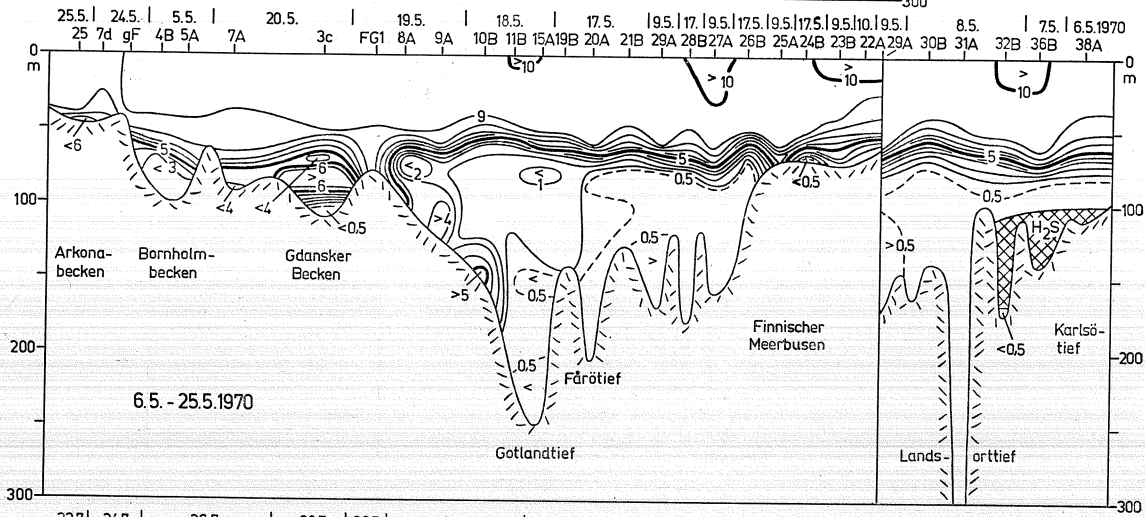 300
25.5. 24.5. 5.5. 20.5. 19.5. 18.5. 17.5. 9.5. 17. 9.5. 17.5. 9.5. 17.5. 9.5. 10. 9.5. 8.5. 7.5. 6.5.1970
25 7d gF 4B 5A 7A 3c FG1 8A 9A 10B 11B 15A 19B 20A 21B 29A 28B 27A 26B 25A 24B 23B 22A 29A 30B 31A 32B 36B 38A
0 >10 >10 >10 >10 0
m m
9
<6 5 <3 >6 <2 <1 5 5
6 0,5 <0,5 0,5
100 <4 <4 <0,5 >4 100
H₂S
Arkona-
becken
Bornholm-
becken
Gdansker
Becken
0,5 > >0,5
>5 <0,5
Finnischer
Meerbusen
Karlsö-
tief
<0,5
200 200
0,5 <
Fårötief
6.5. - 25.5.1970
Gotlandtief
Lands- orttief
300 300